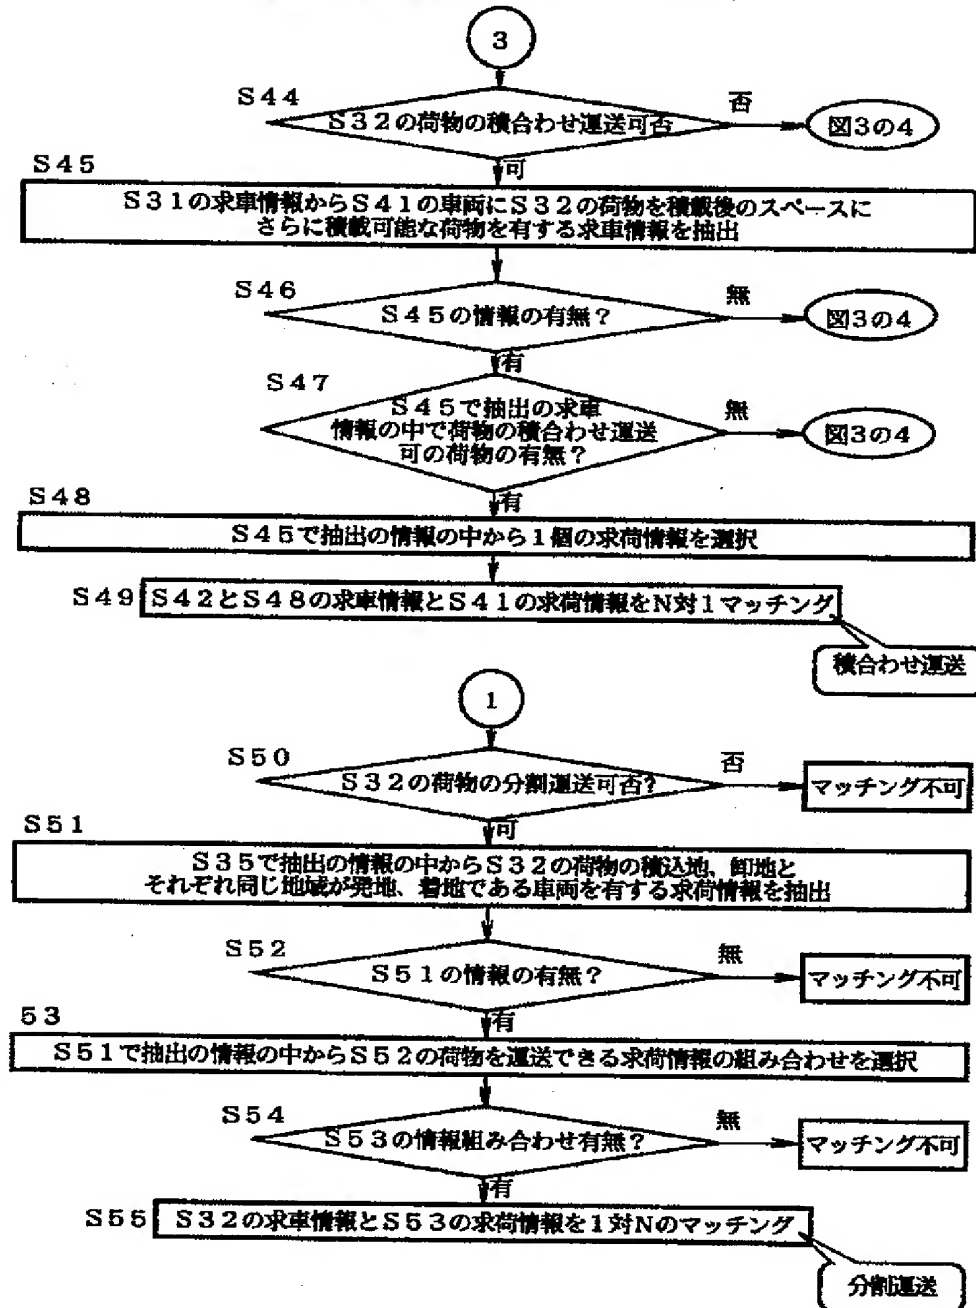 3
S44
S32の荷物の積合わせ運送可否
否
図3の4
可
S45
S31の求車情報からS41の車両にS32の荷物を積載後のスペースに
さらに積載可能な荷物を有する求車情報を抽出
S46
S45の情報の有無？
無
図3の4
有
S47
S45で抽出の求車
情報の中で荷物の積合わせ運送
可の荷物の有無？
無
図3の4
有
S48
S45で抽出の情報の中から1個の求荷情報を選択
S49
S42とS48の求車情報とS41の求荷情報をN対1マッチング
積合わせ運送
1
S50
S32の荷物の分割運送可否?
否
マッチング不可
可
S51
S35で抽出の情報の中からS32の荷物の積込地、卸地と
それぞれ同じ地域が発地、着地である車両を有する求荷情報を抽出
S52
S51の情報の有無？
無
マッチング不可
有
53
S51で抽出の情報の中からS52の荷物を運送できる求荷情報の組み合わせを選択
S54
S53の情報組み合わせ有無？
無
マッチング不可
有
S55
S32の求車情報とS53の求荷情報を1対Nのマッチング
分割運送